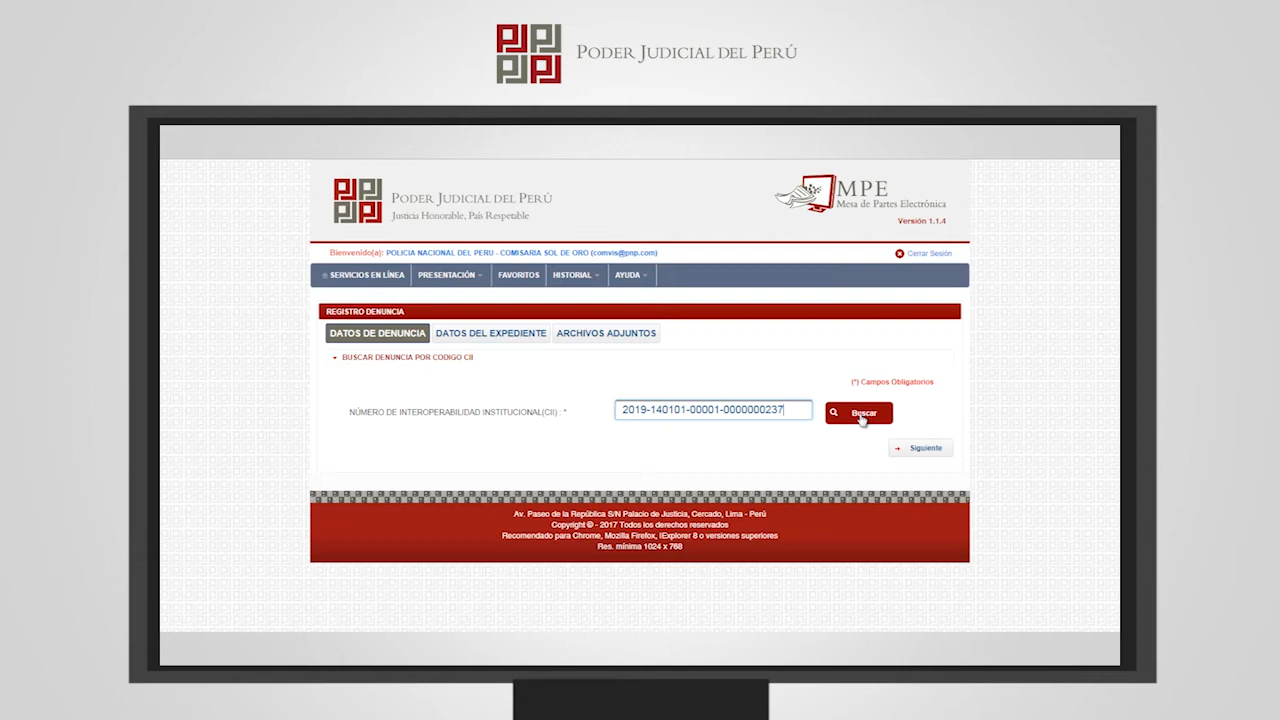 PODER JUDICIAL DEL PERÚ
PODER JUDICIAL DEL PERÚ
Justicia Honorable, País Respetable
MPE
Mesa de Partes Electrónica
Versión 1.1.4
Bienvenido(a): POLICIA NACIONAL DEL PERU - COMISARIA SOL DE ORO (comvis@pnp.com)
Cerrar Sesión
SERVICIOS EN LÍNEA PRESENTACIÓN FAVORITOS HISTORIAL AYUDA
REGISTRO DENUNCIA
DATOS DE DENUNCIA DATOS DEL EXPEDIENTE ARCHIVOS ADJUNTOS
BUSCAR DENUNCIA POR CODIGO CII
(*) Campos Obligatorios
NÚMERO DE INTEROPERABILIDAD INSTITUCIONAL(CII) : *
2019-140101-00001-0000000237
Buscar
Siguiente
Av. Paseo de la República S/N Palacio de Justicia, Cercado, Lima - Perú
Copyright © - 2017 Todos los derechos reservados
Recomendado para Chrome, Mozilla Firefox, IExplorer 8 o versiones superiores
Res. mínima 1024 x 768